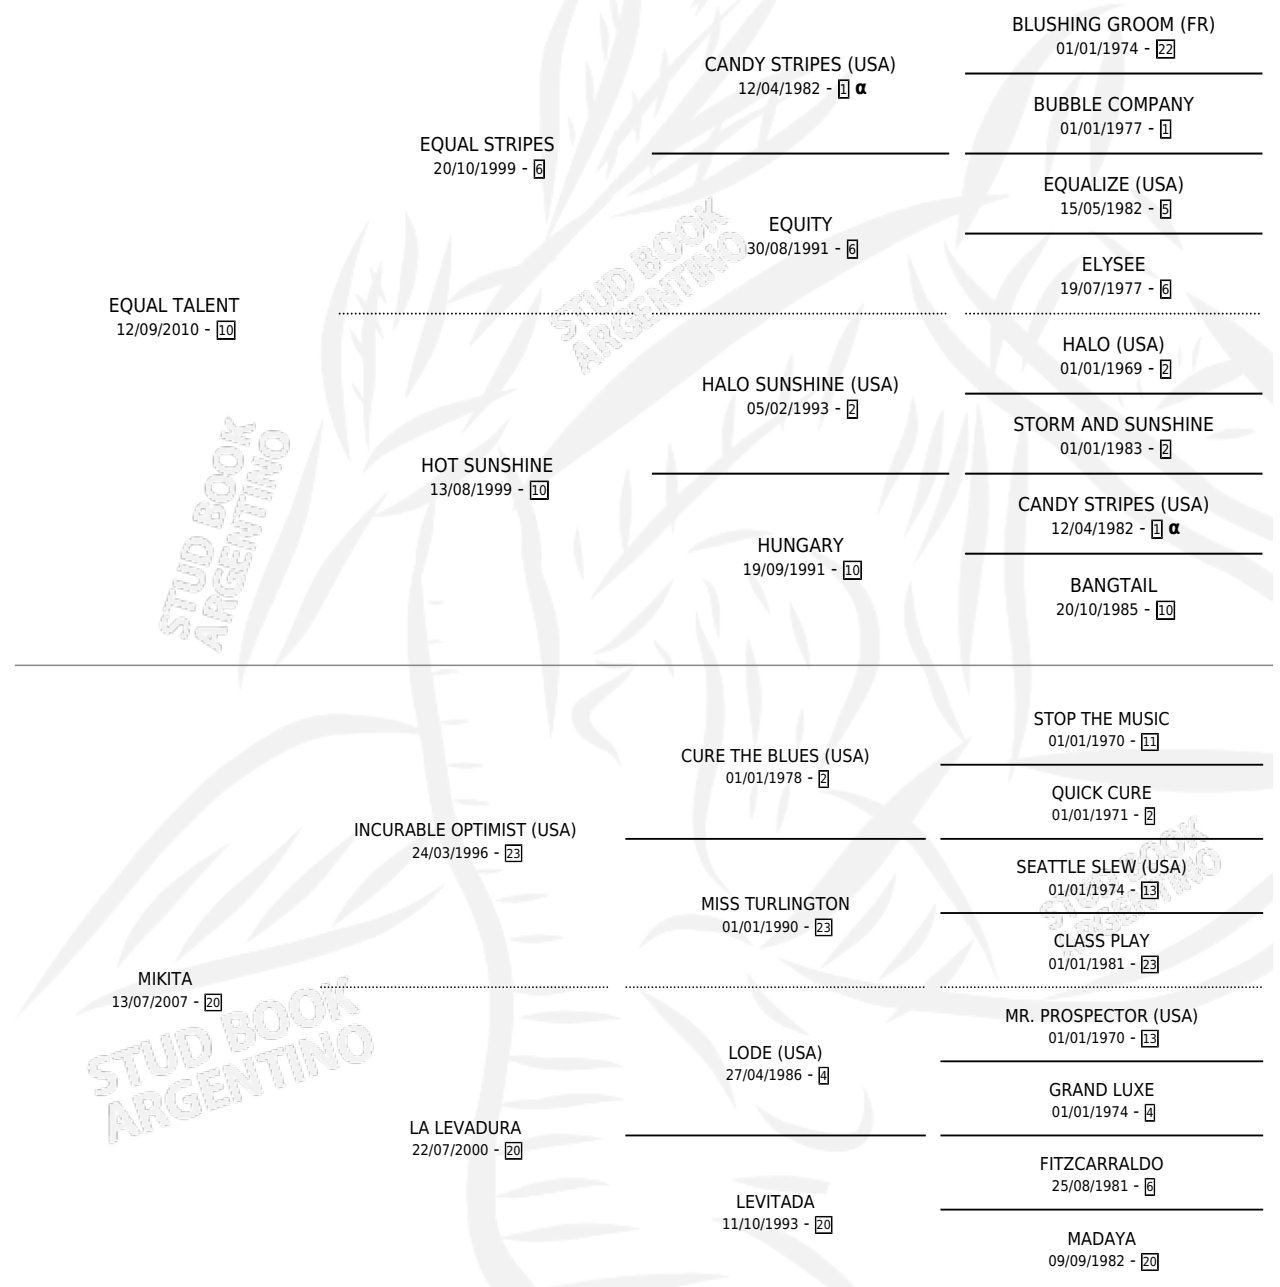 BLUSHING GROOM (FR)
01/01/1974 - 22
CANDY STRIPES (USA)
12/04/1982 - 1 α
BUBBLE COMPANY
01/01/1977 - 1
EQUAL STRIPES
20/10/1999 - 6
EQUALIZE (USA)
15/05/1982 - 5
EQUITY
30/08/1991 - 6
ELYSEE
19/07/1977 - 6
EQUAL TALENT
12/09/2010 - 10
HALO (USA)
01/01/1969 - 2
HALO SUNSHINE (USA)
05/02/1993 - 2
STORM AND SUNSHINE
01/01/1983 - 2
HOT SUNSHINE
13/08/1999 - 10
CANDY STRIPES (USA)
12/04/1982 - 1 α
HUNGARY
19/09/1991 - 10
BANGTAIL
20/10/1985 - 10
STUD BOOK
ARGENTINO
STUD BOOK
ARGENTINO
STOP THE MUSIC
01/01/1970 - 11
CURE THE BLUES (USA)
01/01/1978 - 2
QUICK CURE
01/01/1971 - 2
INCURABLE OPTIMIST (USA)
24/03/1996 - 23
SEATTLE SLEW (USA)
01/01/1974 - 13
MISS TURLINGTON
01/01/1990 - 23
CLASS PLAY
01/01/1981 - 23
MIKITA
13/07/2007 - 20
MR. PROSPECTOR (USA)
01/01/1970 - 13
LODE (USA)
27/04/1986 - 4
GRAND LUXE
01/01/1974 - 4
LA LEVADURA
22/07/2000 - 20
FITZCARRALDO
25/08/1981 - 6
LEVITADA
11/10/1993 - 20
MADAYA
09/09/1982 - 20
STUD BOOK
ARGENTINO
STUD BOOK
ARGENTINO